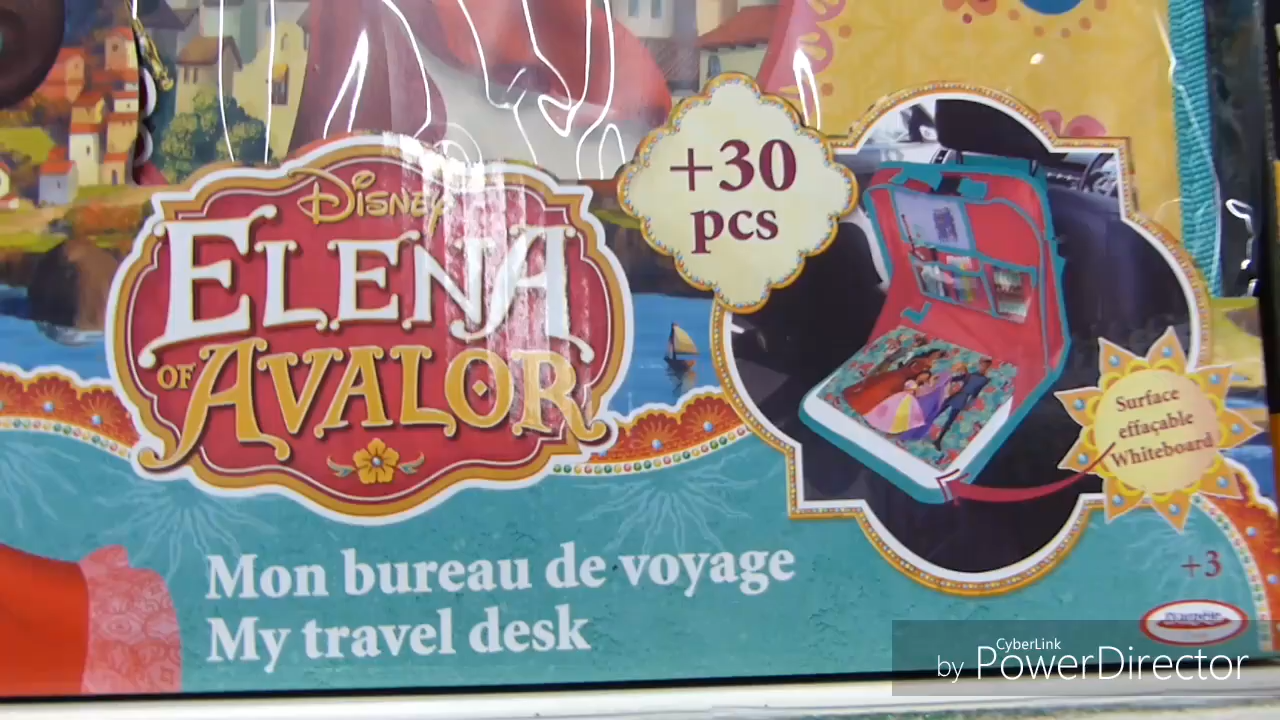 Disney
ELENA
OF AVALOR
+30
pcs
Surface
effaçable
Whiteboard
Mon bureau de voyage
My travel desk
+3
CyberLink
by PowerDirector